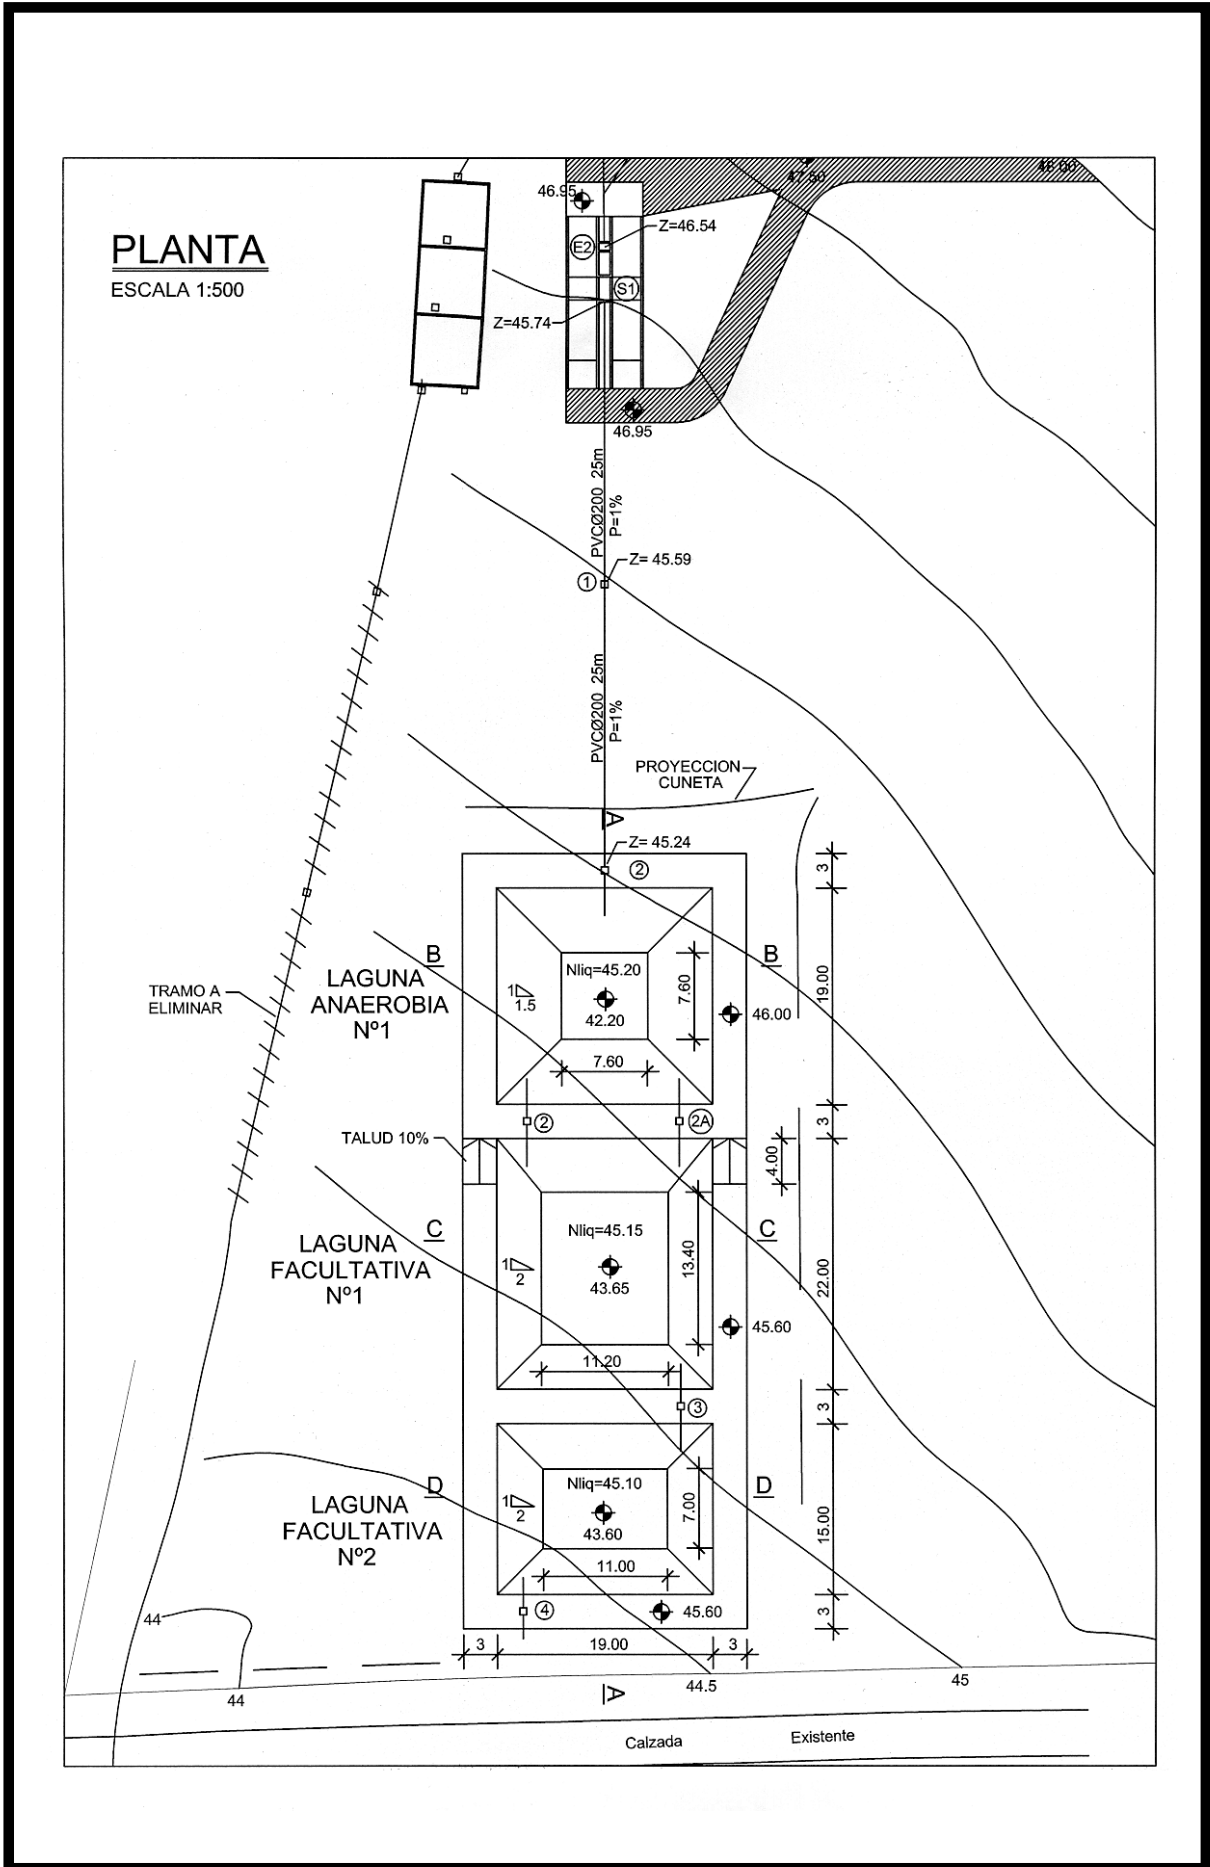 PLANTA
ESCALA 1:500
46.95
47.50
48.00
Z=46.54
E2
S1
Z=45.74
46.95
PVCØ200 25m
P=1%
Z= 45.59
1
PVCØ200 25m
P=1%
PROYECCION
CUNETA
A
Z= 45.24
2
3
B
B
LAGUNA
ANAEROBIA
Nº1
TRAMO A
ELIMINAR
Nliq=45.20
42.20
1
1.5
7.60
7.60
46.00
19.00
2
2A
3
TALUD 10%
4.00
C
C
LAGUNA
FACULTATIVA
Nº1
Nliq=45.15
43.65
1
2
13.40
11.20
22.00
45.60
3
3
D
D
LAGUNA
FACULTATIVA
Nº2
Nliq=45.10
43.60
1
2
7.00
11.00
15.00
4
45.60
3
3
19.00
3
44
44
A
44.5
45
Calzada
Existente